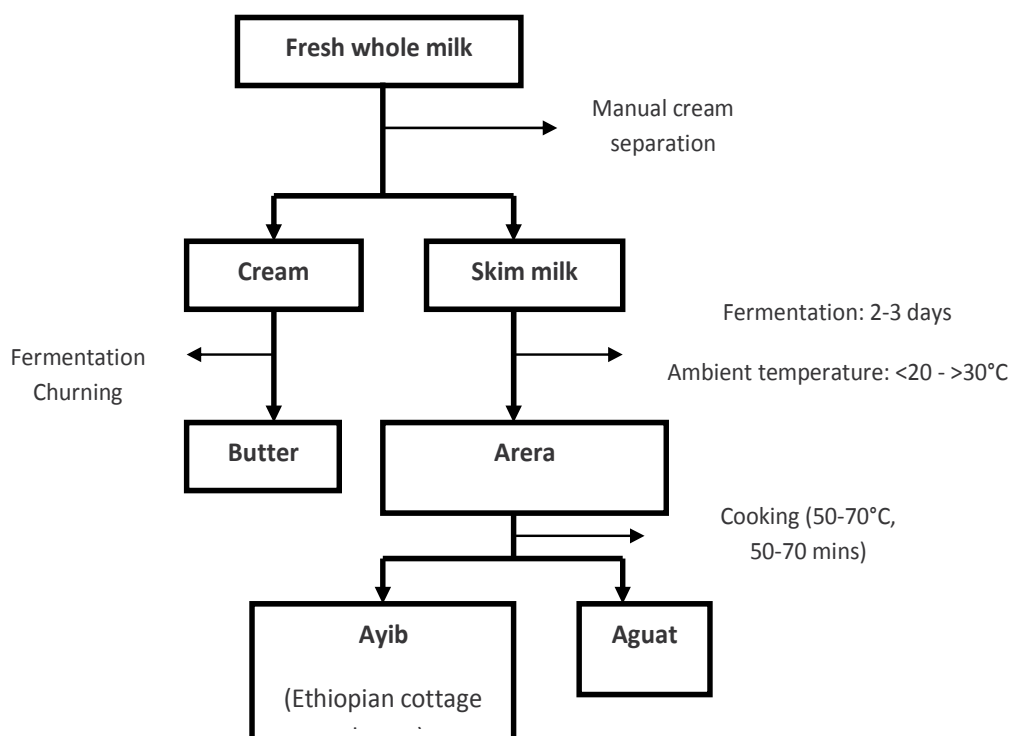 Fresh whole milk
Manual cream
separation
Cream
Skim milk
Fermentation: 2-3 days
Ambient temperature: <20 - >30°C
Fermentation
Churning
Butter
Arera
Cooking (50-70°C,
50-70 mins)
Ayib
(Ethiopian cottage
Aguat